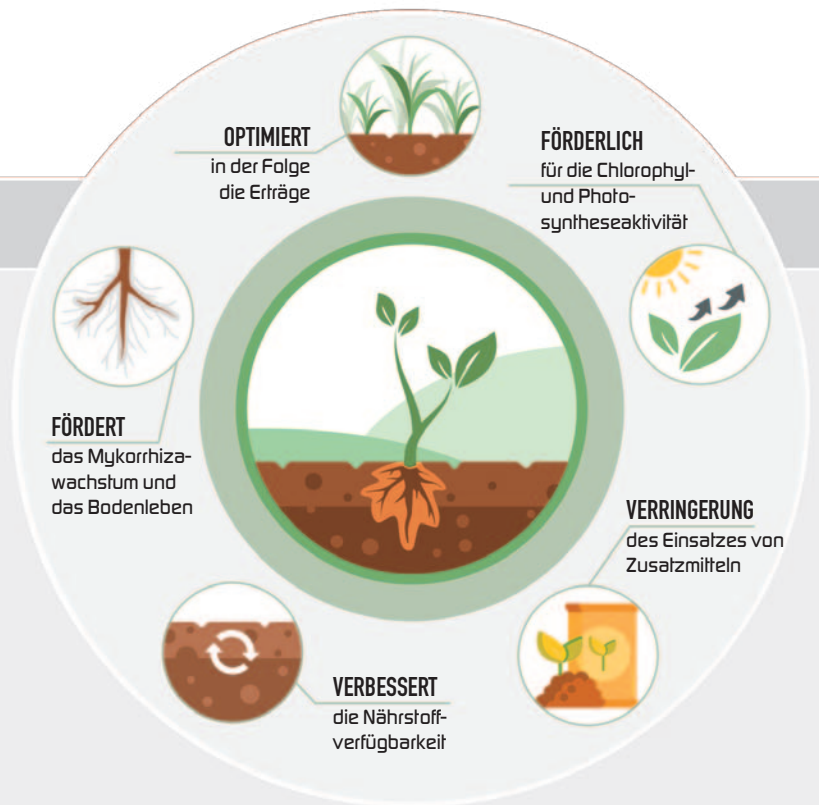 OPTIMIERT
in der Folge
die Erträge
FÖRDERLICH
für die Chlorophyl-
und Photo-
syntheseaktivität
FÖRDERT
das Mykorrhiza-
wachstum und
das Bodenleben
VERRINGERUNG
des Einsatzes von
Zusatzmitteln
VERBESSERT
die Nährstoff-
verfügbarkeit